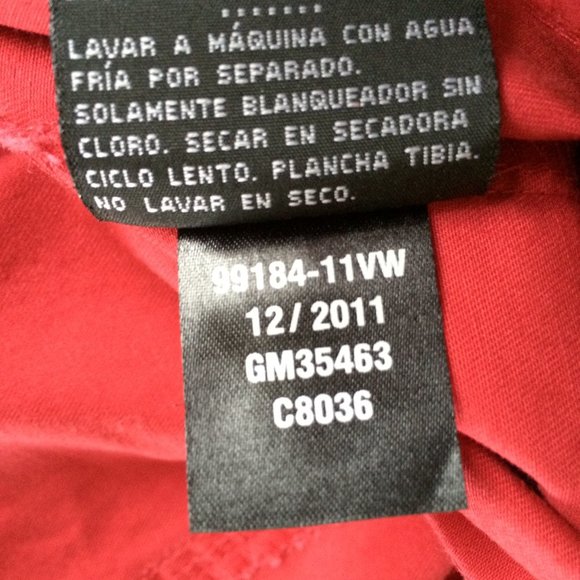 LAVAR A MÁQUINA CON AGUA
FRÍA POR SEPARADO.
SOLAMENTE BLANQUEADOR SIN
CLORO. SECAR EN SECADORA
CICLO LENTO. PLANCHA TIBIA.
NO LAVAR EN SECO.
99184-11VW
12/2011
GM35463
C8036